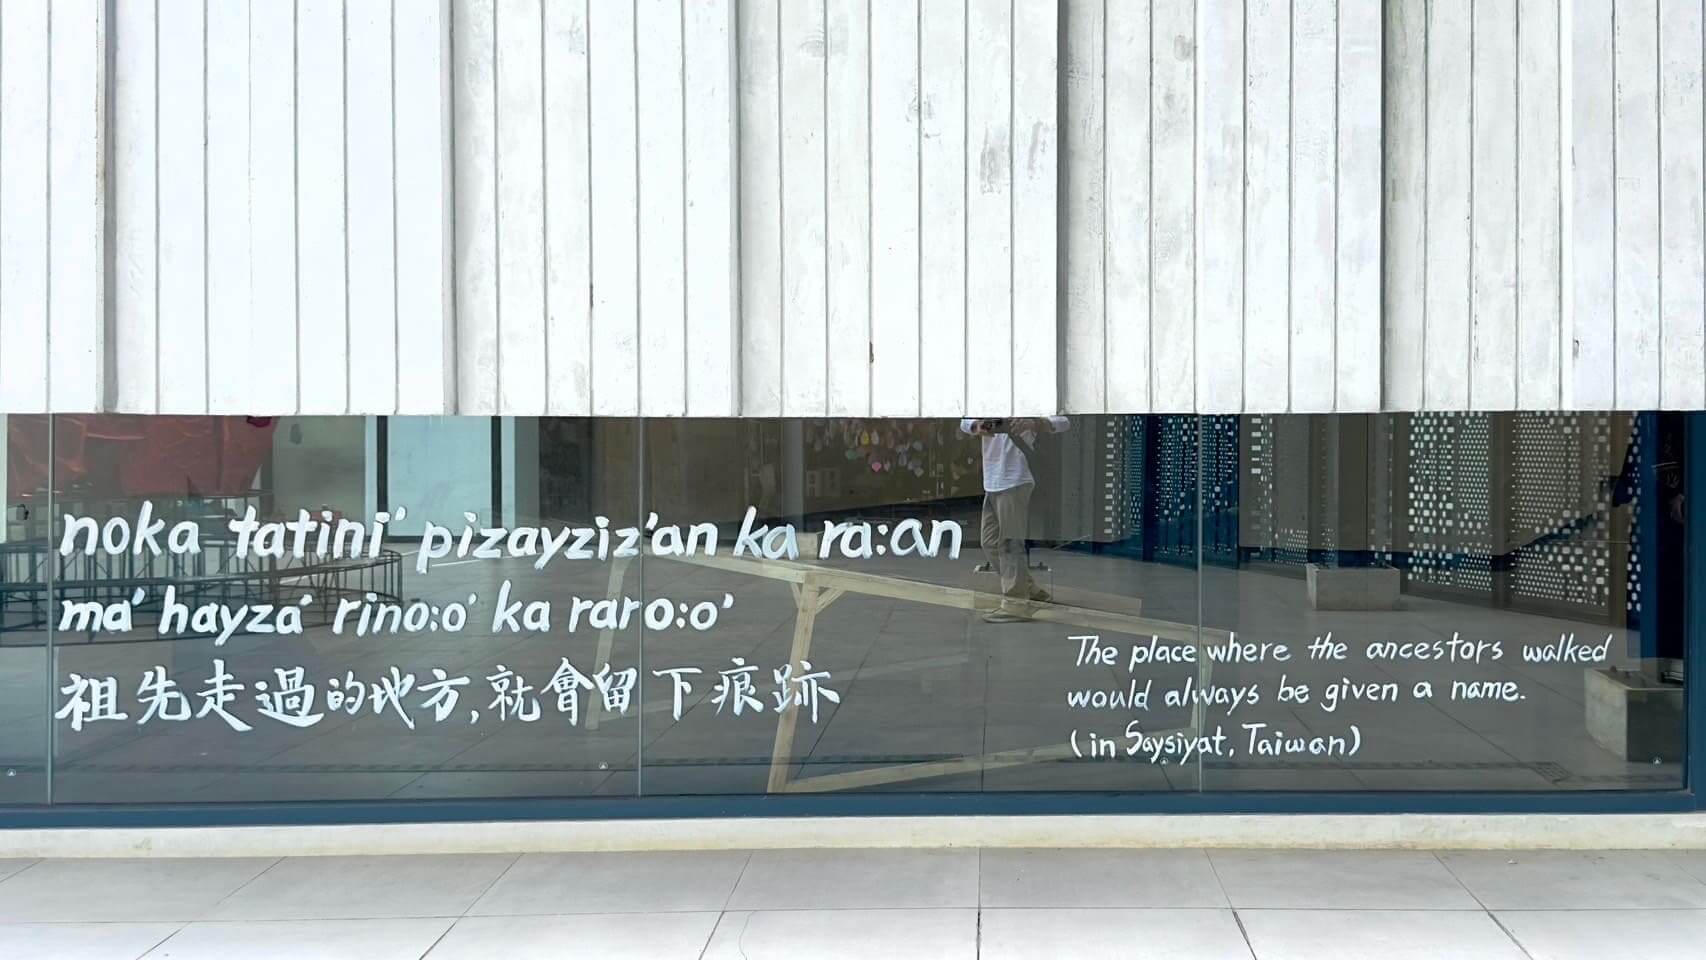 noka tatini' pizayziz'an ka ra:an
ma' hayza' rino:o' ka raro:o'
祖先走過的地方,就會留下痕跡
The place where the ancestors walked
would always be given a name.
(in Saysiyat, Taiwan)